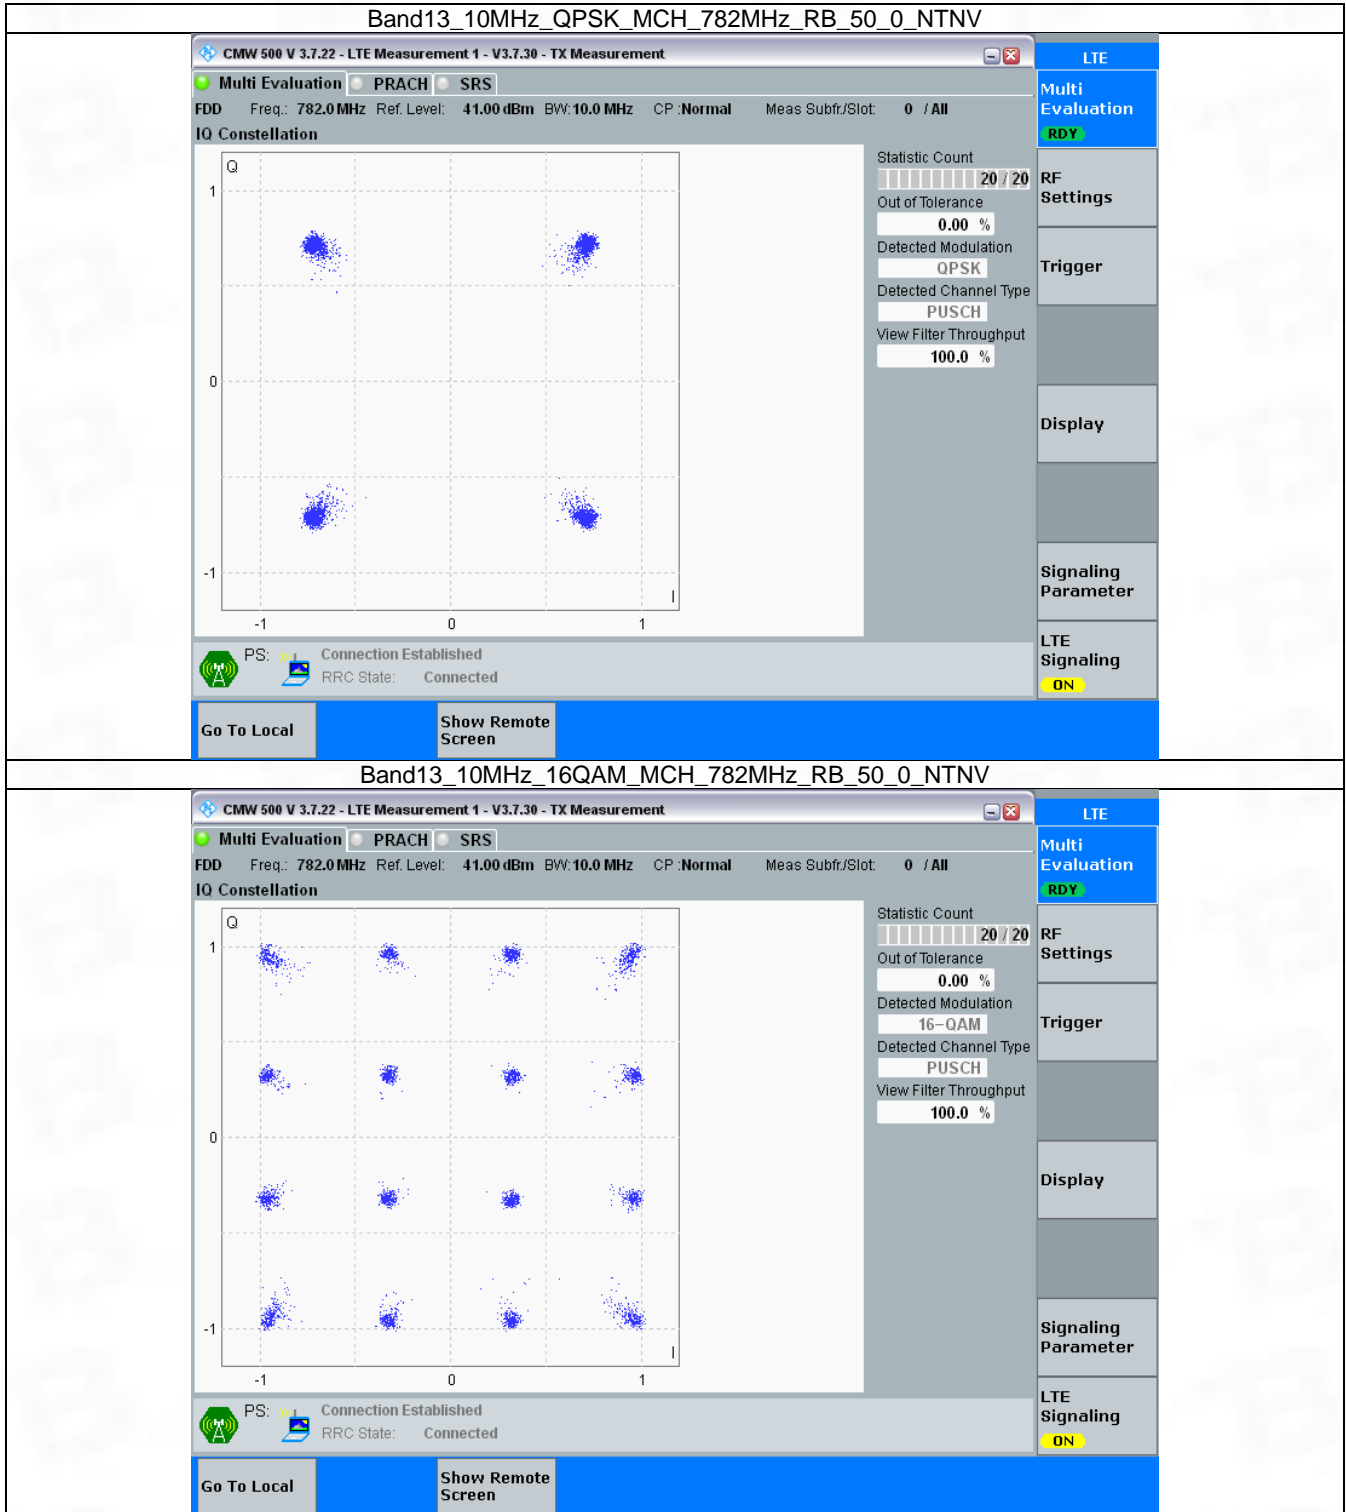 Band13_10MHz_QPSK_MCH_782MHz_RB_50_0_NTNV
CMW 500 V 3.7.22 - LTE Measurement 1 - V3.7.30 - TX Measurement
LTE
Multi Evaluation PRACH SRS
Multi
Evaluation
RDY
FDD Freq.: 782.0 MHz Ref. Level: 41.00 dBm BW: 10.0 MHz CP :Normal Meas Subfr./Slot: 0 / All
IQ Constellation
Q
1
0
-1
I
-1 0 1
Statistic Count
20 / 20
Out of Tolerance
0.00 %
Detected Modulation
QPSK
Detected Channel Type
PUSCH
View Filter Throughput
100.0 %
RF
Settings
Trigger
Display
Signaling
Parameter
LTE
Signaling
ON
PS: Connection Established
RRC State: Connected
Go To Local
Show Remote
Screen
Band13_10MHz_16QAM_MCH_782MHz_RB_50_0_NTNV
CMW 500 V 3.7.22 - LTE Measurement 1 - V3.7.30 - TX Measurement
LTE
Multi Evaluation PRACH SRS
Multi
Evaluation
RDY
FDD Freq.: 782.0 MHz Ref. Level: 41.00 dBm BW: 10.0 MHz CP :Normal Meas Subfr./Slot: 0 / All
IQ Constellation
Q
1
0
-1
I
-1 0 1
Statistic Count
20 / 20
Out of Tolerance
0.00 %
Detected Modulation
16-QAM
Detected Channel Type
PUSCH
View Filter Throughput
100.0 %
RF
Settings
Trigger
Display
Signaling
Parameter
LTE
Signaling
ON
PS: Connection Established
RRC State: Connected
Go To Local
Show Remote
Screen